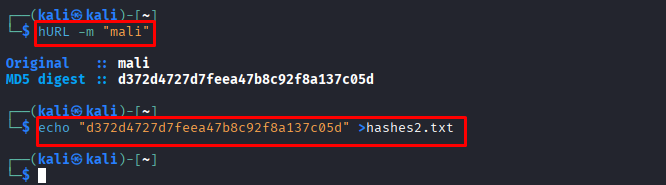 ┌──(kali㉿kali)-[~]
└─$ hURL -m "mali"
Original   :: mali
MD5 digest :: d372d4727d7feea47b8c92f8a137c05d
┌──(kali㉿kali)-[~]
└─$ echo "d372d4727d7feea47b8c92f8a137c05d" >hashes2.txt
┌──(kali㉿kali)-[~]
└─$